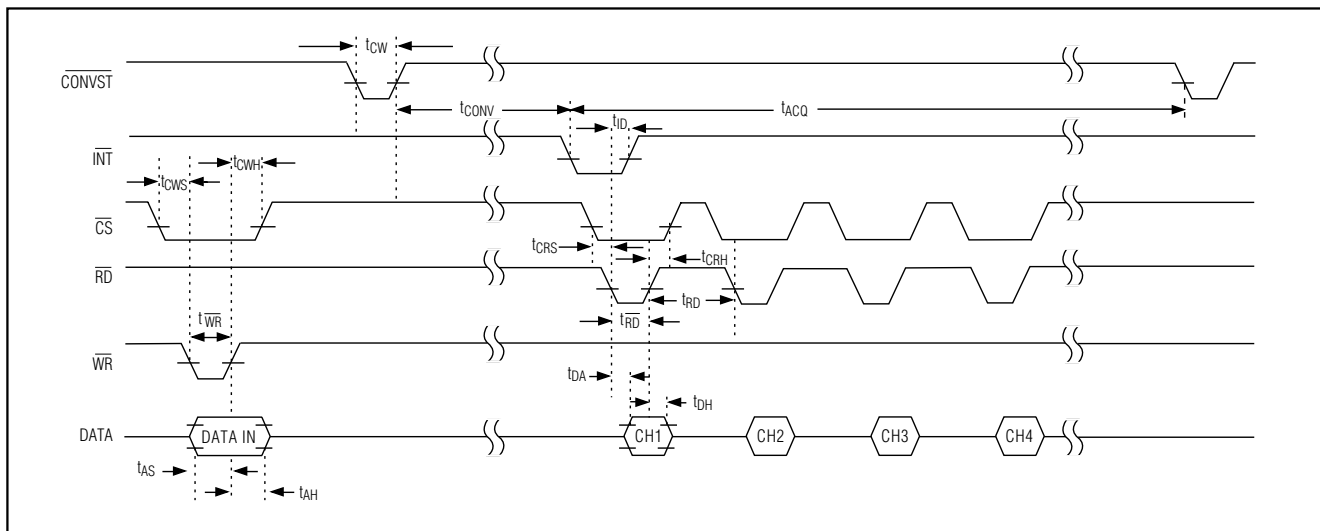 tCW
CONVST
tCONV
tACQ
tID
INT
tCWH
tCWS
CS
tCRS
tCRH
RD
tRD
tRD
tWR
WR
tDA
tDH
DATA
DATA IN
CH1
CH2
CH3
CH4
tAS
tAH